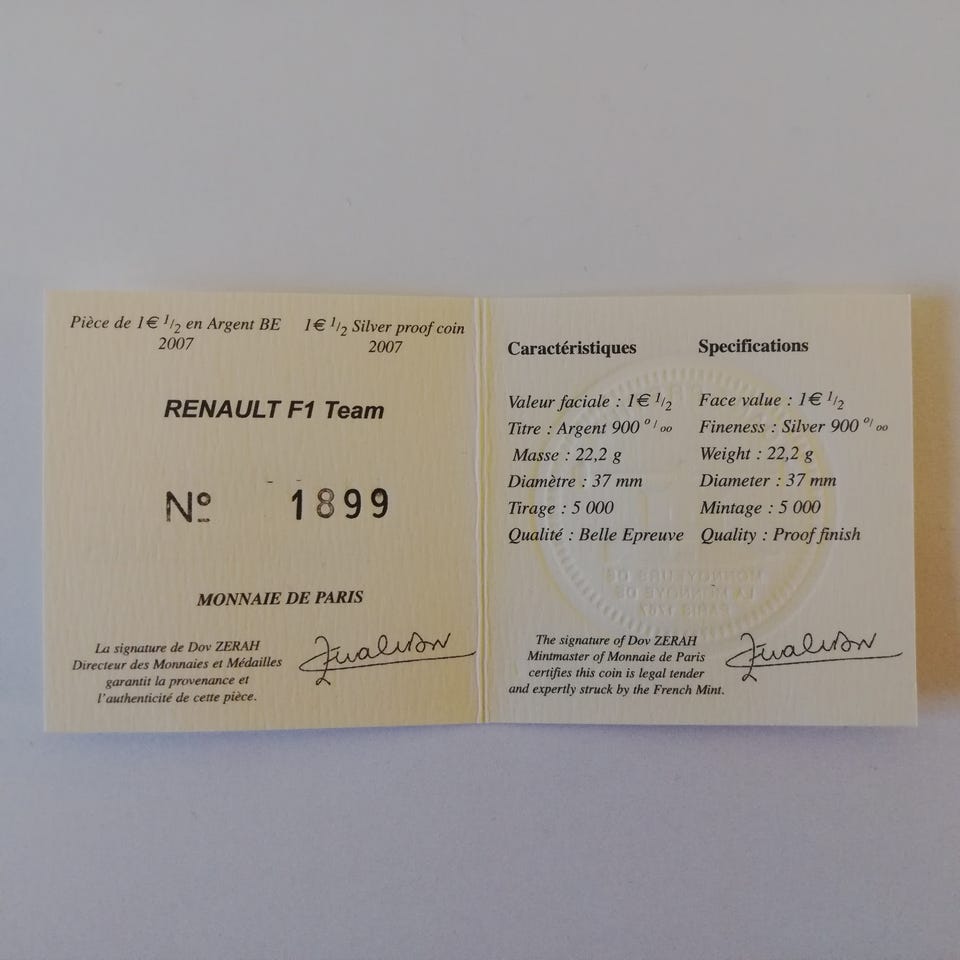 Pièce de 1€ 1/2 en Argent BE
2007
1€ 1/2 Silver proof coin
2007
RENAULT F1 Team
Nº 1899
MONNAIE DE PARIS
La signature de Dov ZERAH
Directeur des Monnaies et Médailles
garantit la provenance et
l'authenticité de cette pièce.
Caractéristiques
Valeur faciale : 1€ 1/2
Titre : Argent 900 º/ºº
Masse : 22,2 g
Diamètre : 37 mm
Tirage : 5 000
Qualité : Belle Epreuve
Specifications
Face value : 1€ 1/2
Fineness : Silver 900 º/ºº
Weight : 22,2 g
Diameter : 37 mm
Mintage : 5 000
Quality : Proof finish
The signature of Dov ZERAH
Mintmaster of Monnaie de Paris
certifies this coin is legal tender
and expertly struck by the French Mint.